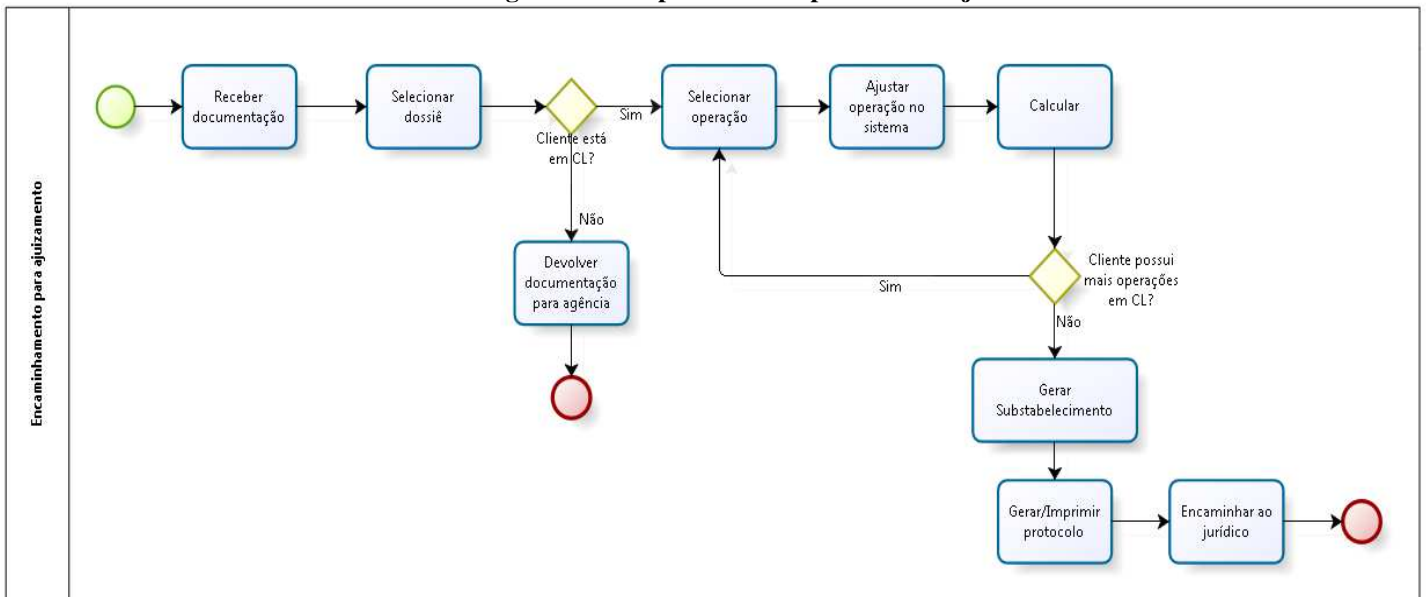 Encaminhamento para ajuizamento
Receber
documentação
Selecionar
dossiê
Cliente está
em CL?
Sim
Selecionar
operação
Ajustar
operação no
sistema
Calcular
Não
Devolver
documentação
para agência
Cliente possui
mais operações
em CL?
Sim
Não
Gerar
Substabelecimento
Gerar/Imprimir
protocolo
Encaminhar ao
jurídico